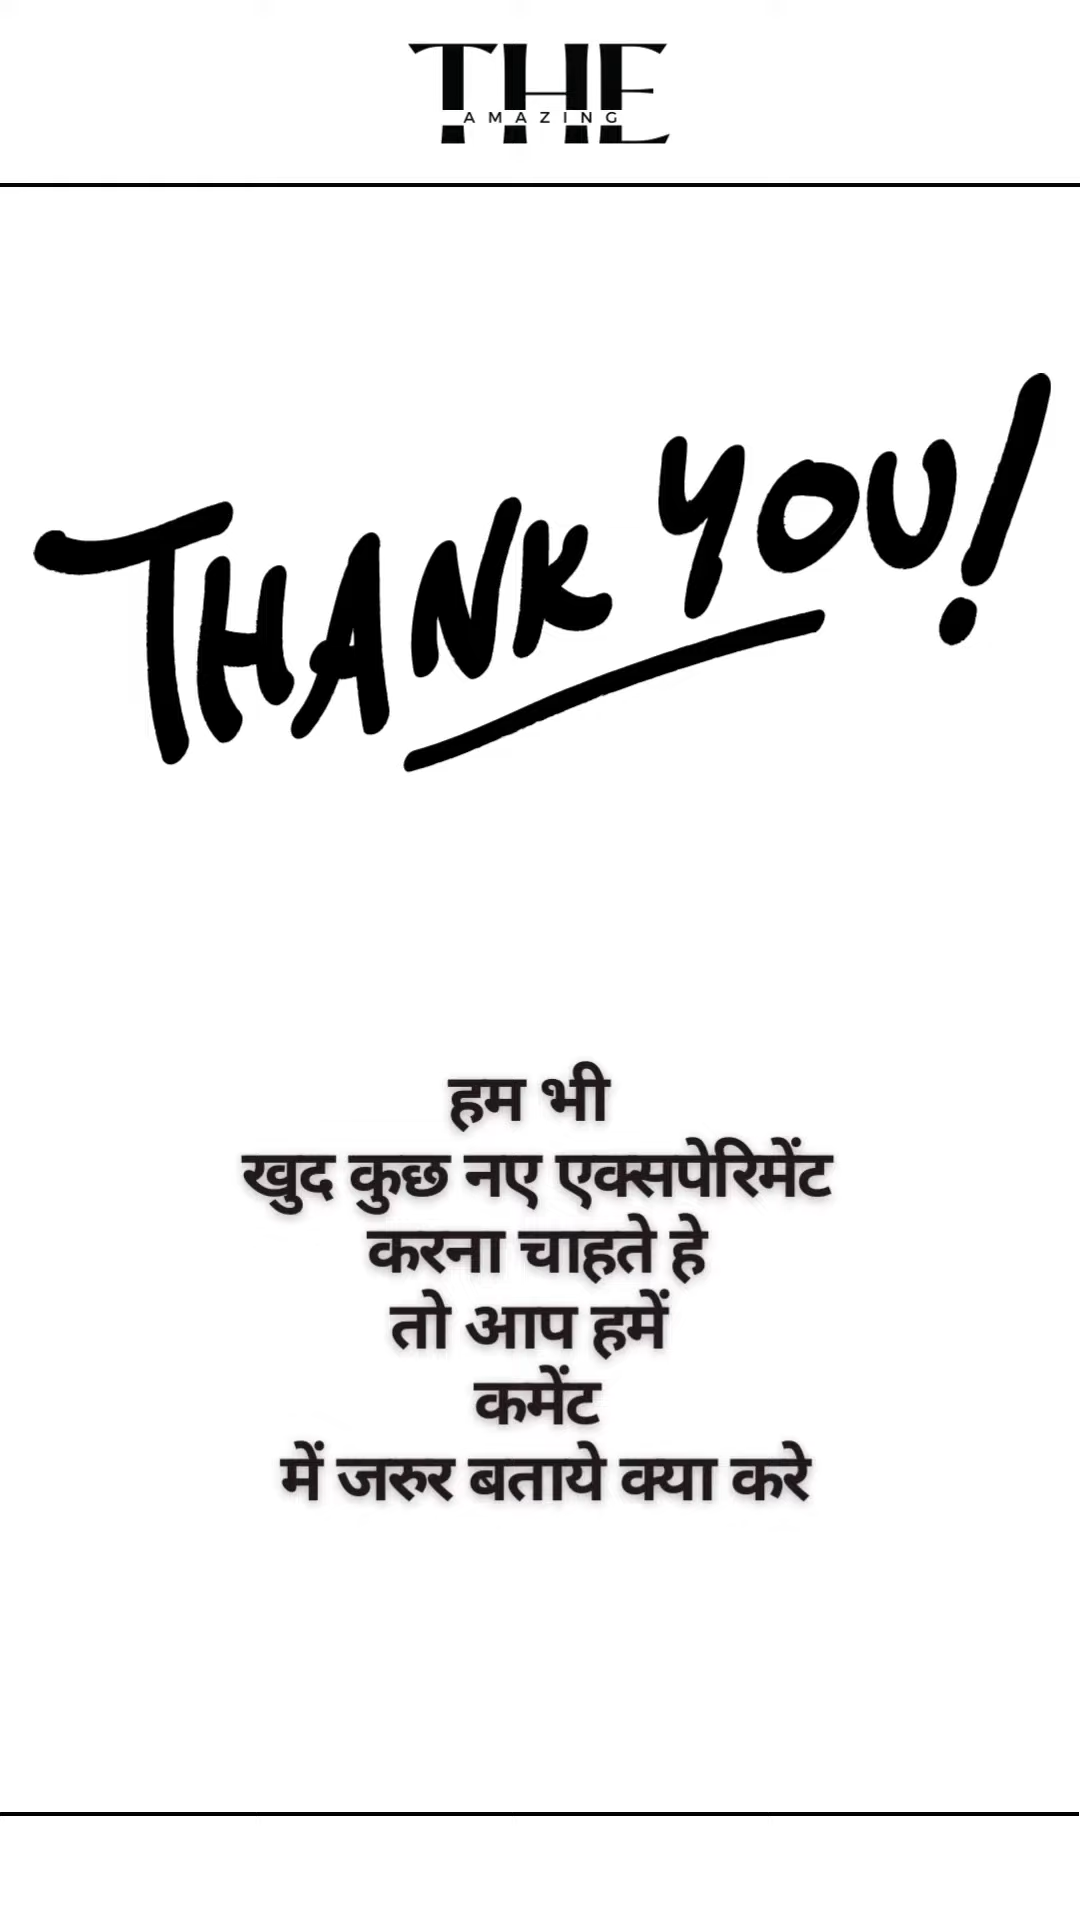 THE
AMAZING
THANK YOU!
हम भी
खुद कुछ नए एक्सपेरिमेंट
करना चाहते हे
तो आप हमें
कमेंट
में जरुर बताये क्या करे